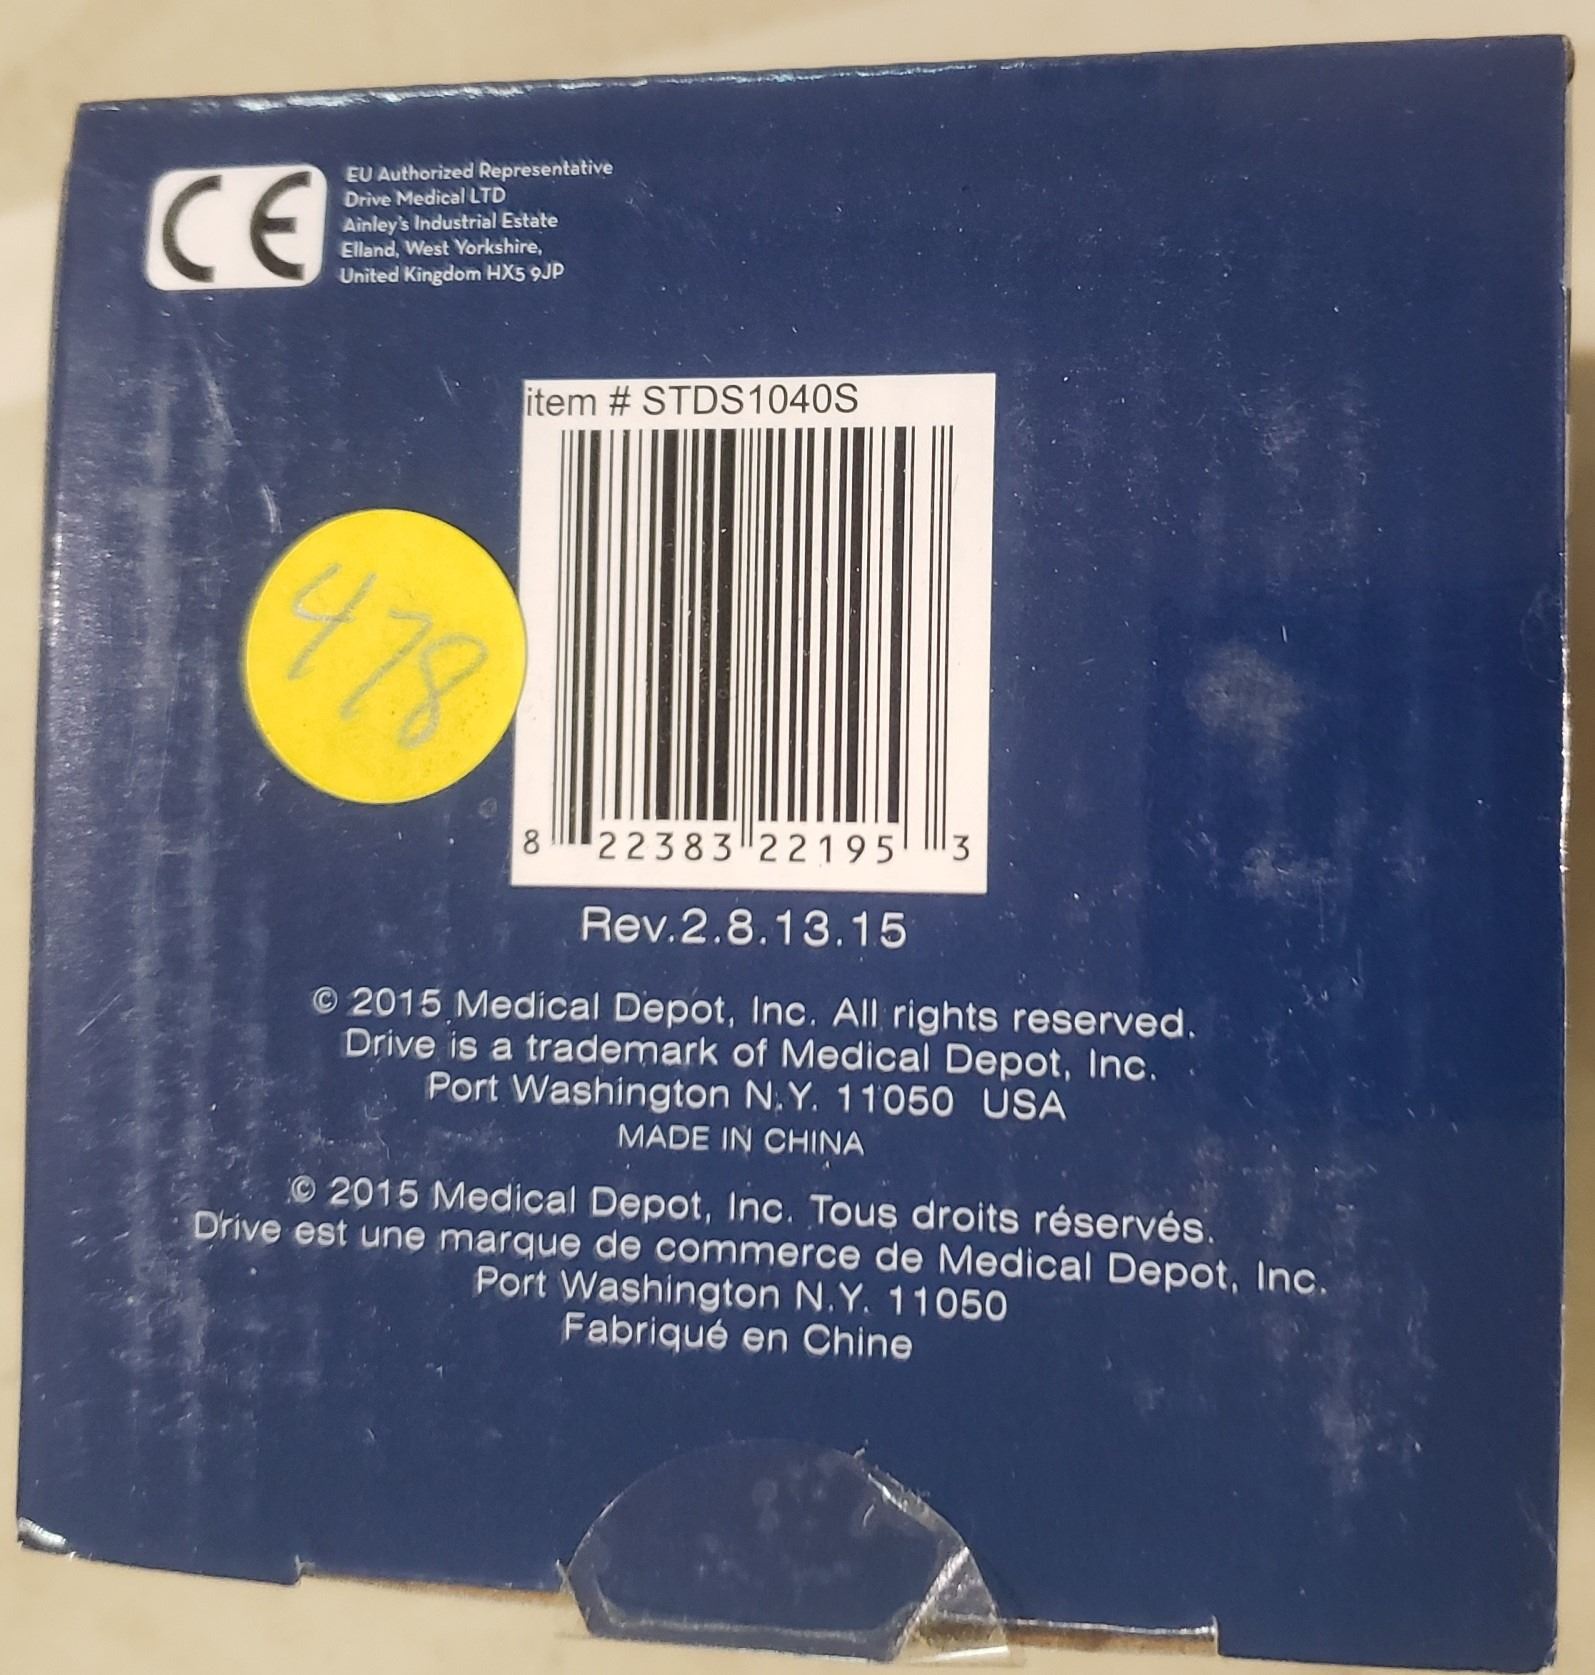 CE
EU Authorized Representative
Drive Medical LTD
Ainley's Industrial Estate
Elland, West Yorkshire,
United Kingdom HX5 9JP
item # STDS1040S
478
8 22383 22195 3
Rev.2.8.13.15
© 2015 Medical Depot, Inc. All rights reserved.
Drive is a trademark of Medical Depot, Inc.
Port Washington N.Y. 11050 USA
MADE IN CHINA
© 2015 Medical Depot, Inc. Tous droits réservés.
Drive est une marque de commerce de Medical Depot, Inc.
Port Washington N.Y. 11050
Fabriqué en Chine